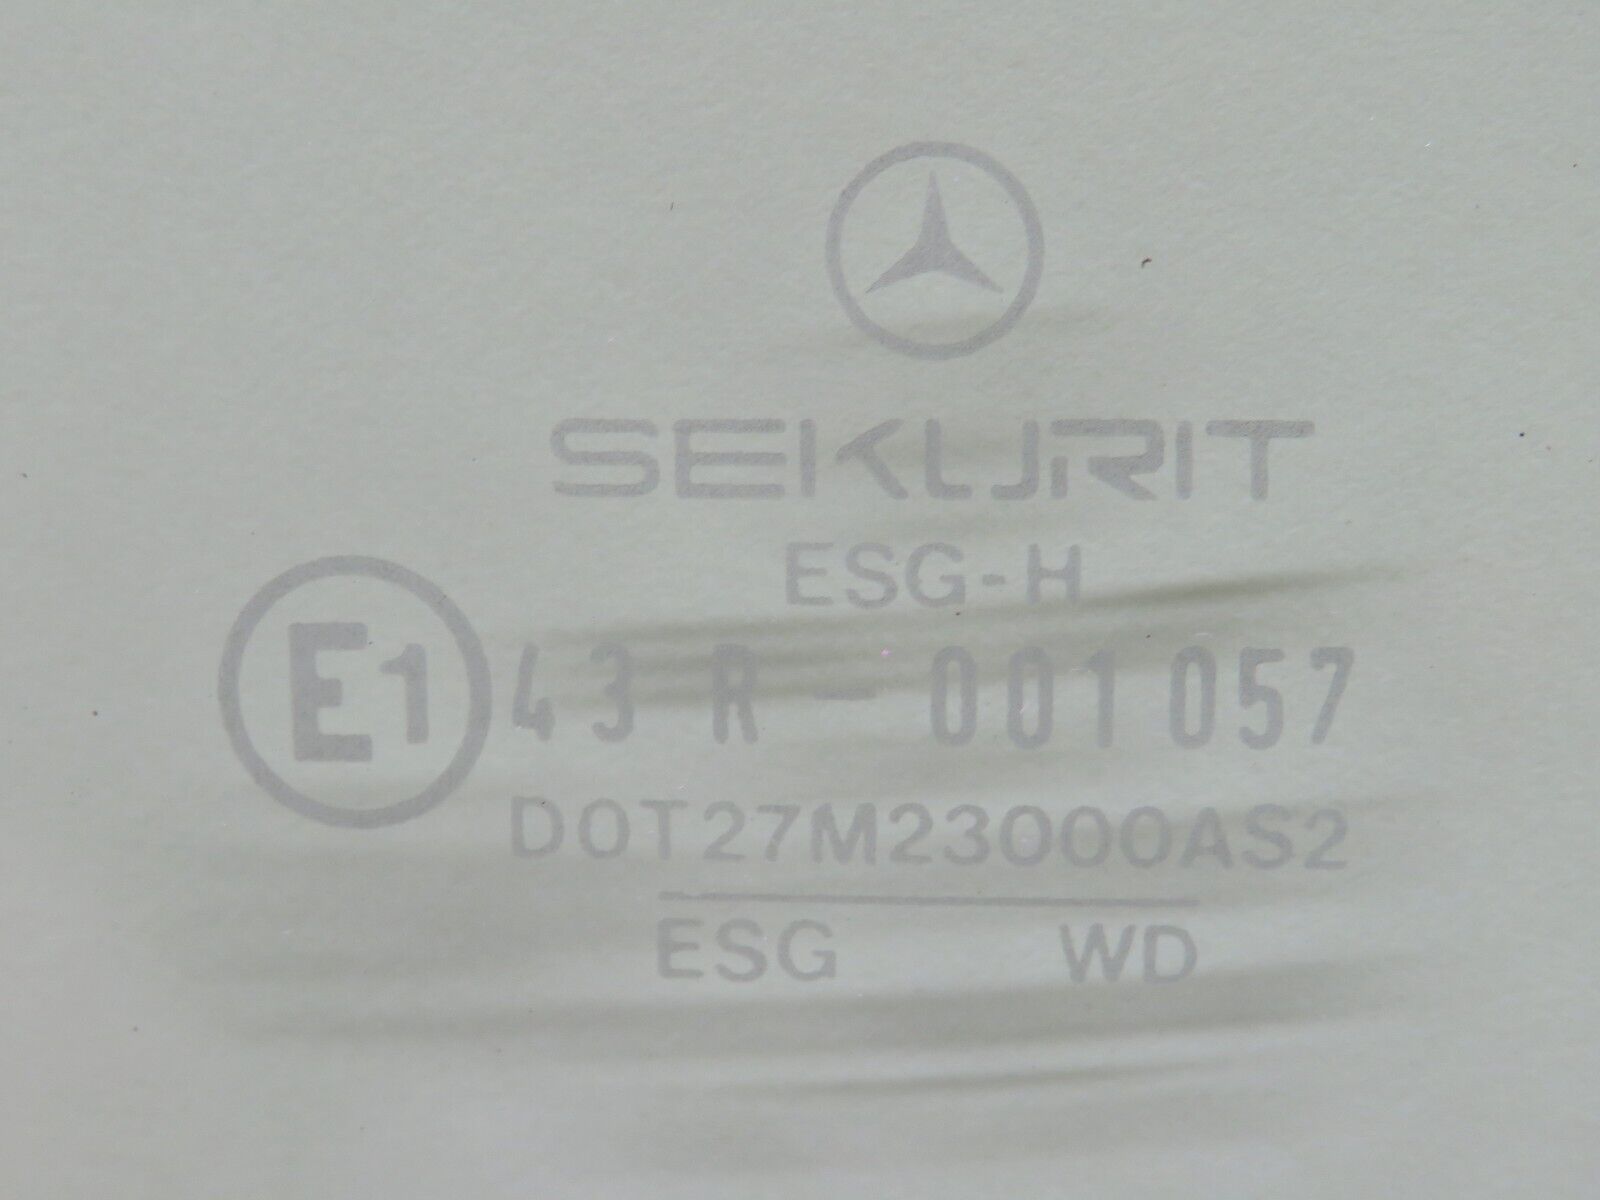 SEKURIT
ESG-H
E1 43 R - 001057
DOT27M23000AS2
ESG WD